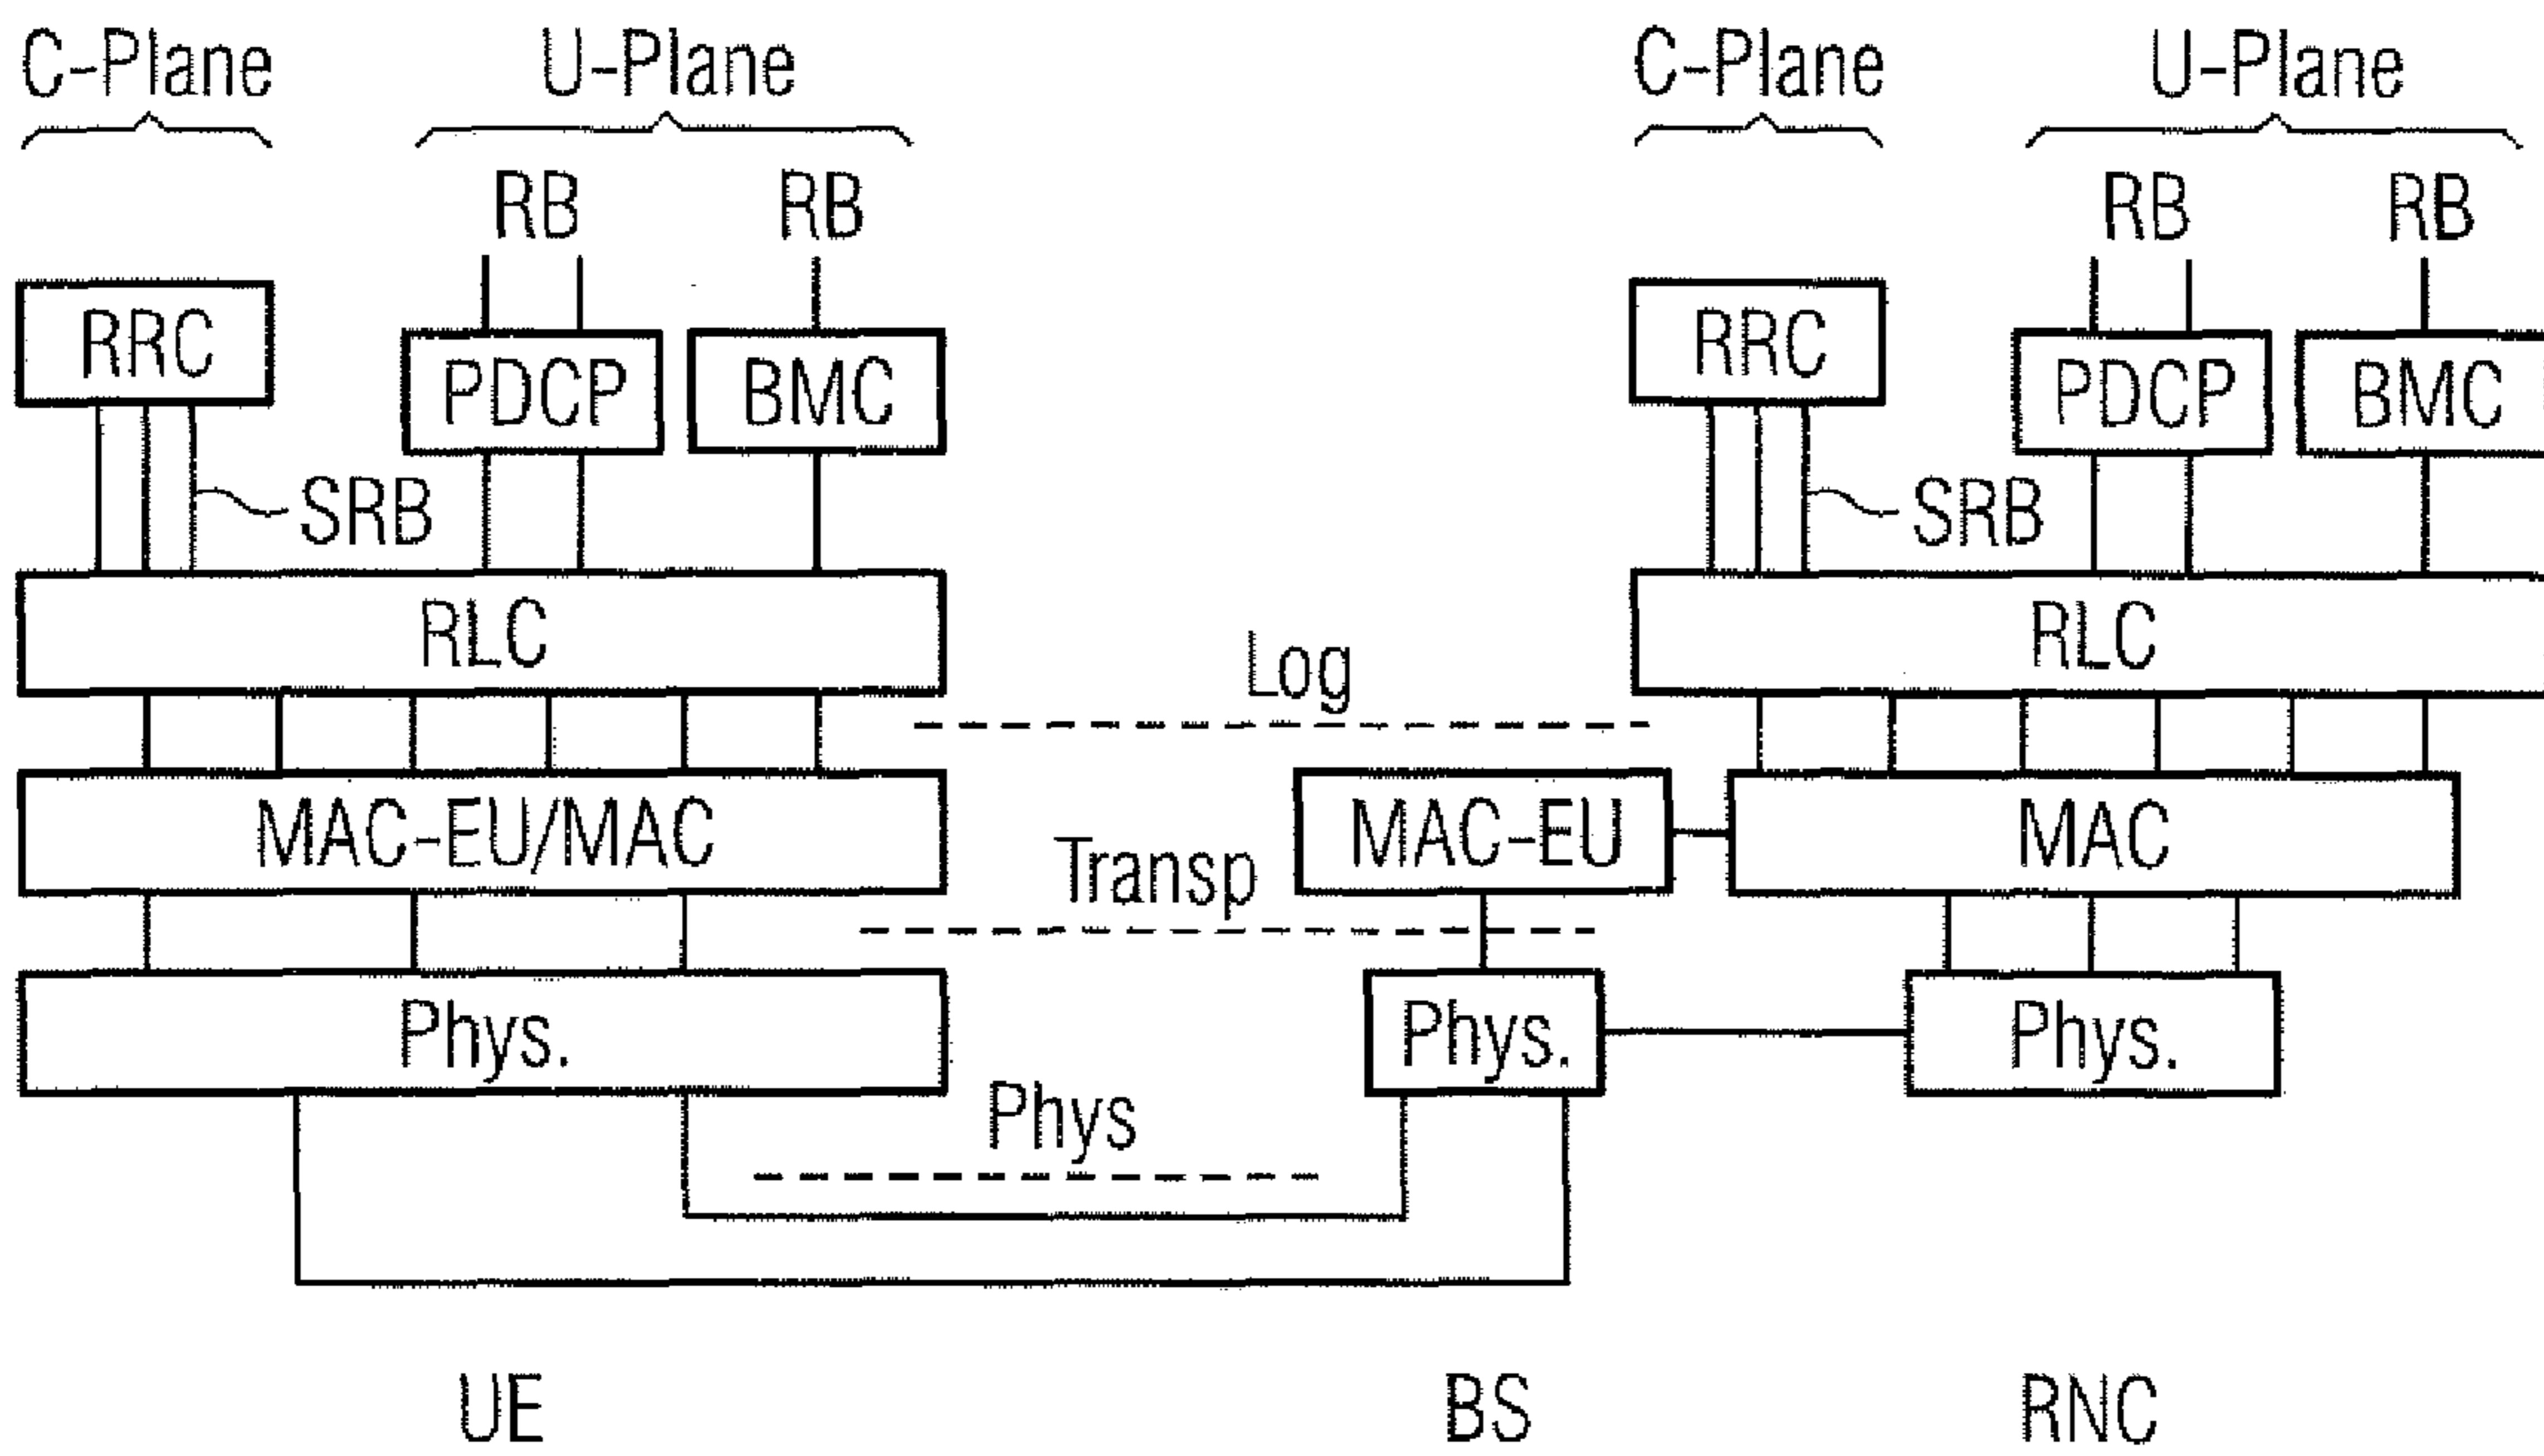 C-Plane U-Plane C-Plane U-Plane
RB RB RB RB
RRC RRC
PDCP BMC PDCP BMC
SRB SRB
RLC RLC
Log
MAC-EU/MAC MAC-EU MAC
Transp
Phys. Phys. Phys.
Phys
UE BS RNC